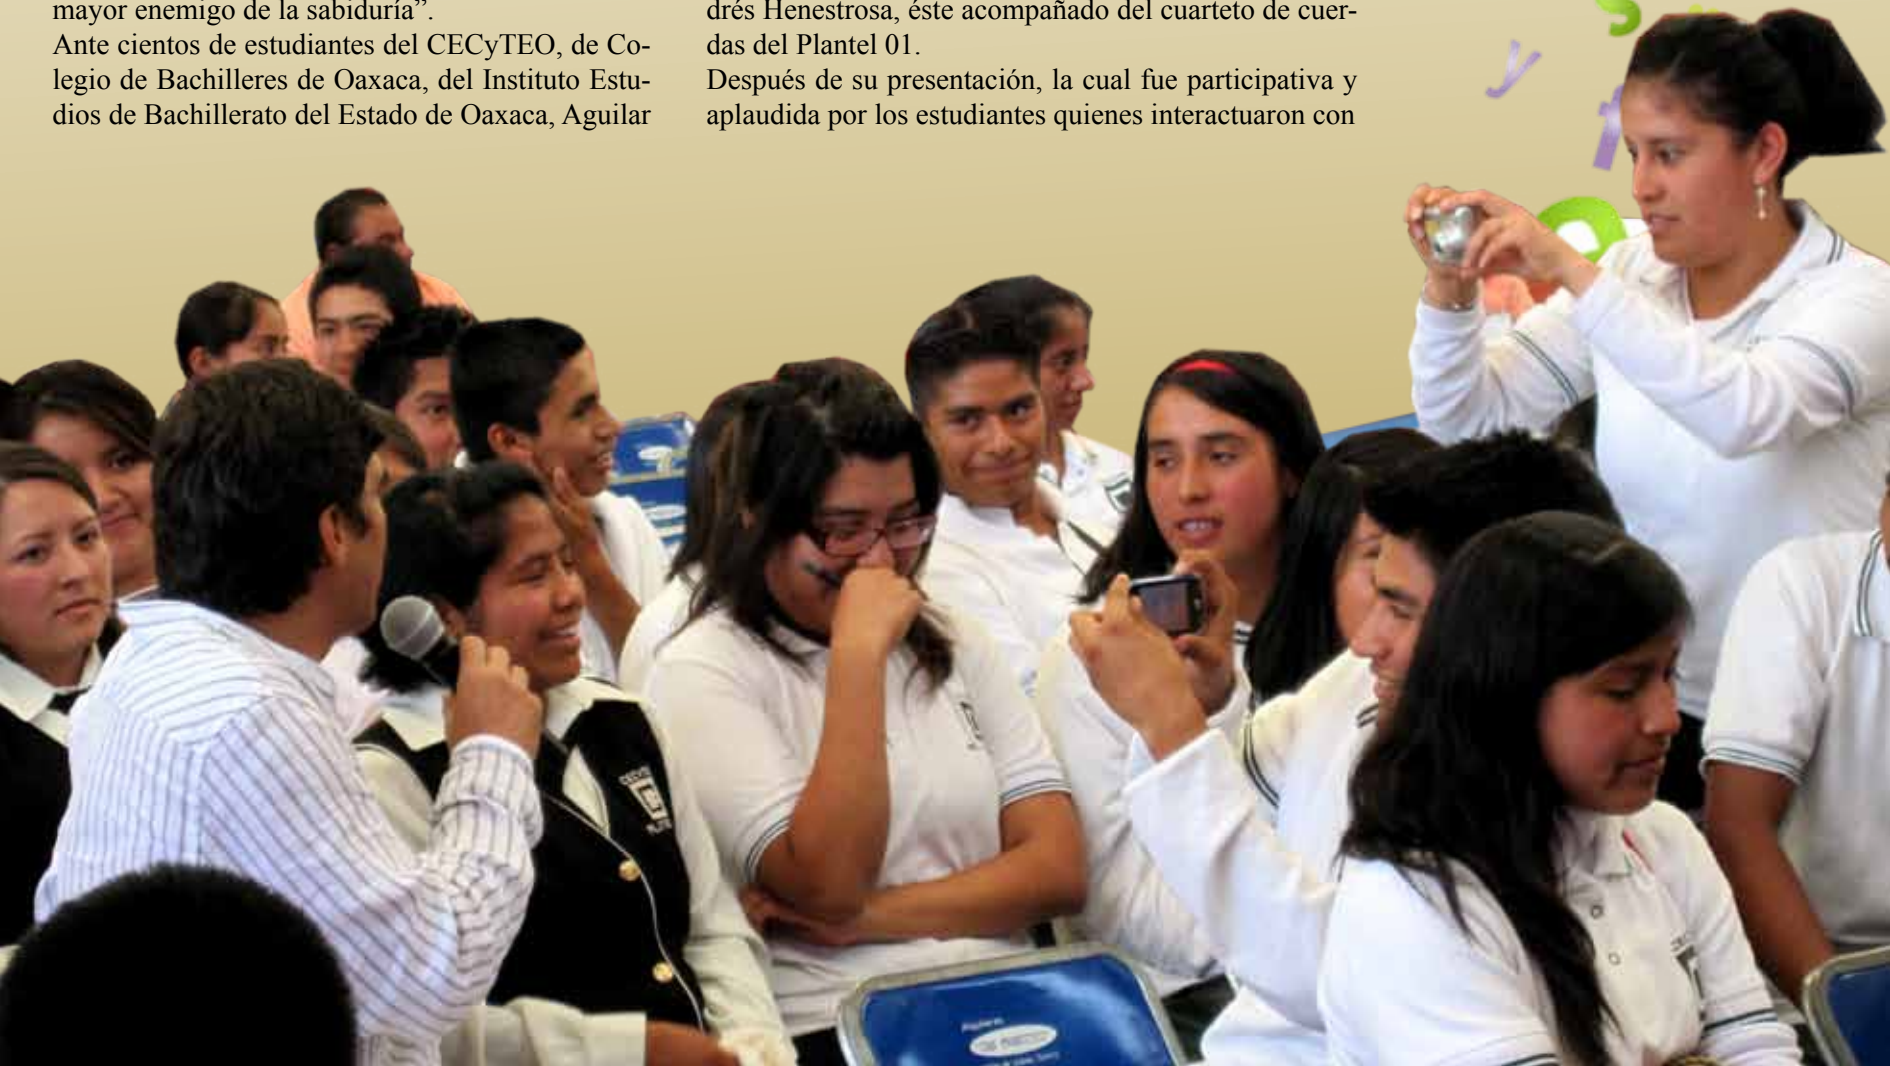 mayor enemigo de la sabiduría”.
Ante cientos de estudiantes del CECyTEO, de Co-
legio de Bachilleres de Oaxaca, del Instituto Estu-
dios de Bachillerato del Estado de Oaxaca, Aguilar
drés Henestrosa, éste acompañado del cuarteto de cuer-
das del Plantel 01.
Después de su presentación, la cual fue participativa y
aplaudida por los estudiantes quienes interactuaron con
s
y
f
e